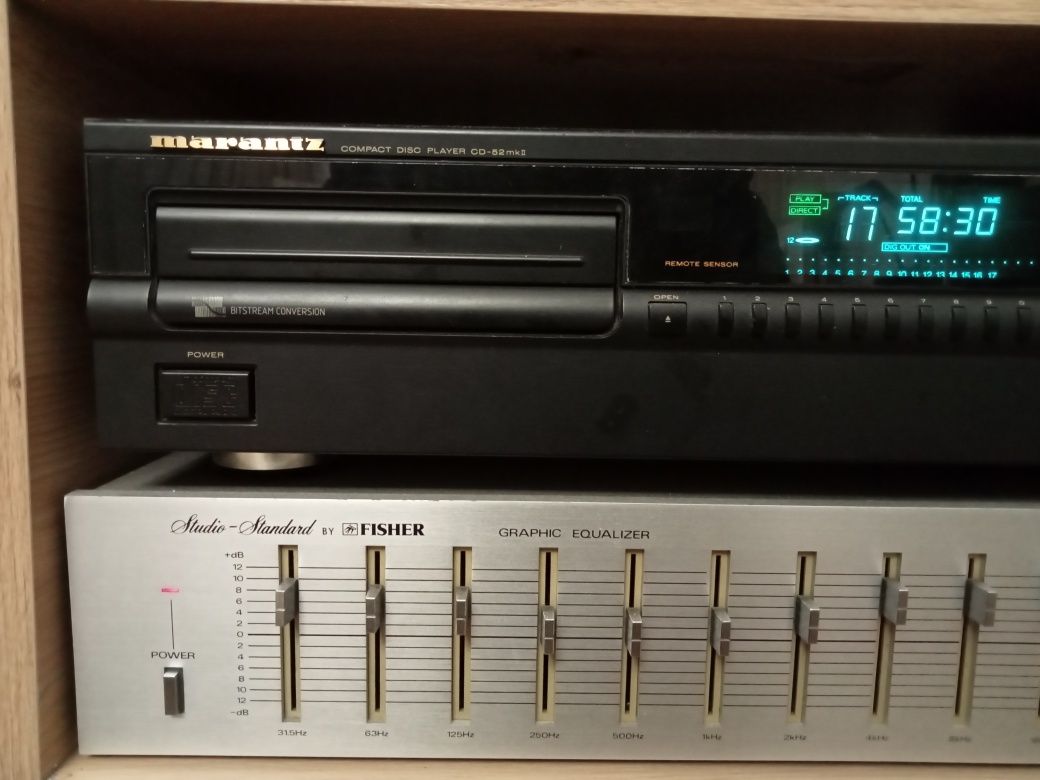 marantz COMPACT DISC PLAYER CD-52mkII
PLAY
DIRECT
TRACK TOTAL TIME
17 58:30
12
DIG OUT ON
REMOTE SENSOR
1 2 3 4 5 6 7 8 9 10 11 12 13 14 15 16 17
BITSTREAM CONVERSION
OPEN 1 2 3 4 5 6 7 8 9
POWER
Studio-Standard BY FISHER GRAPHIC EQUALIZER
+dB
12
10
8
6
4
2
0
2
4
6
8
10
12
-dB
POWER
31.5Hz 63Hz 125Hz 250Hz 500Hz 1kHz 2kHz 4kHz 8kHz